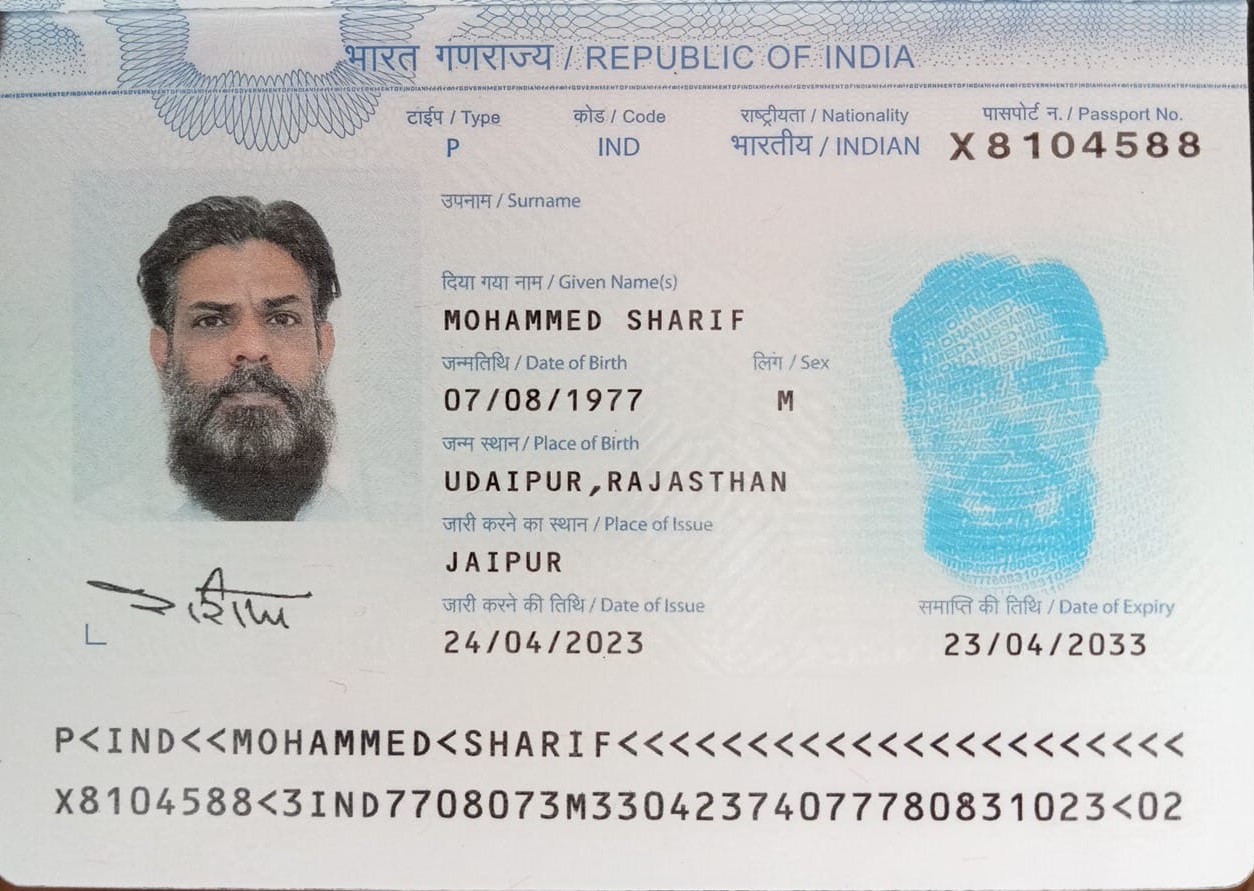 भारत गणराज्य / REPUBLIC OF INDIA
टाईप / Type कोड / Code राष्ट्रीयता / Nationality पासपोर्ट न. / Passport No.
P IND भारतीय / INDIAN X8104588
उपनाम / Surname
दिया गया नाम / Given Name(s)
MOHAMMED SHARIF
जन्मतिथि / Date of Birth लिंग / Sex
07/08/1977 M
जन्म स्थान / Place of Birth
UDAIPUR,RAJASTHAN
जारी करने का स्थान / Place of Issue
JAIPUR
जारी करने की तिथि / Date of Issue समाप्ति की तिथि / Date of Expiry
24/04/2023 23/04/2033
P<IND<<MOHAMMED<SHARIF<<<<<<<<<<<<<<<<<<<<<<
X8104588<3IND7708073M33042374077780831023<02